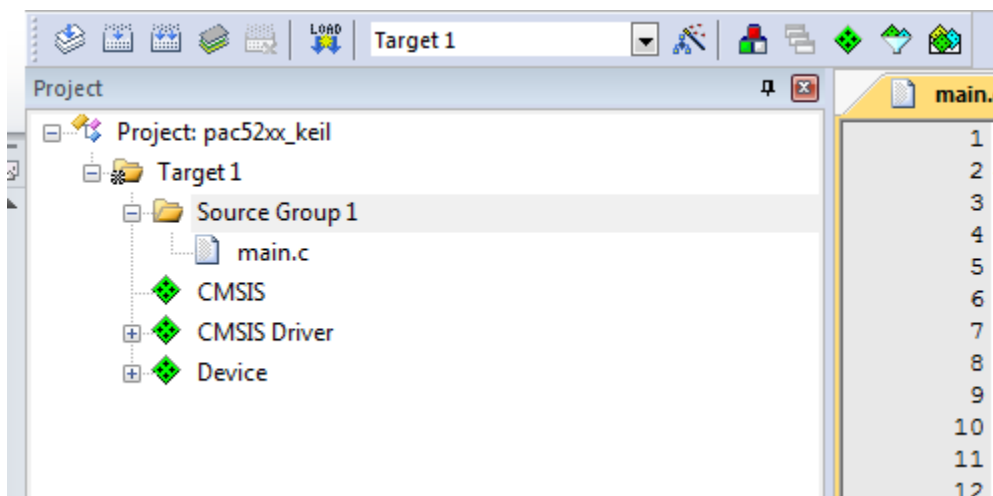 LOAD
Target 1
Project
main.
Project: pac52xx_keil
Target 1
Source Group 1
main.c
CMSIS
CMSIS Driver
Device
1
2
3
4
5
6
7
8
9
10
11
12